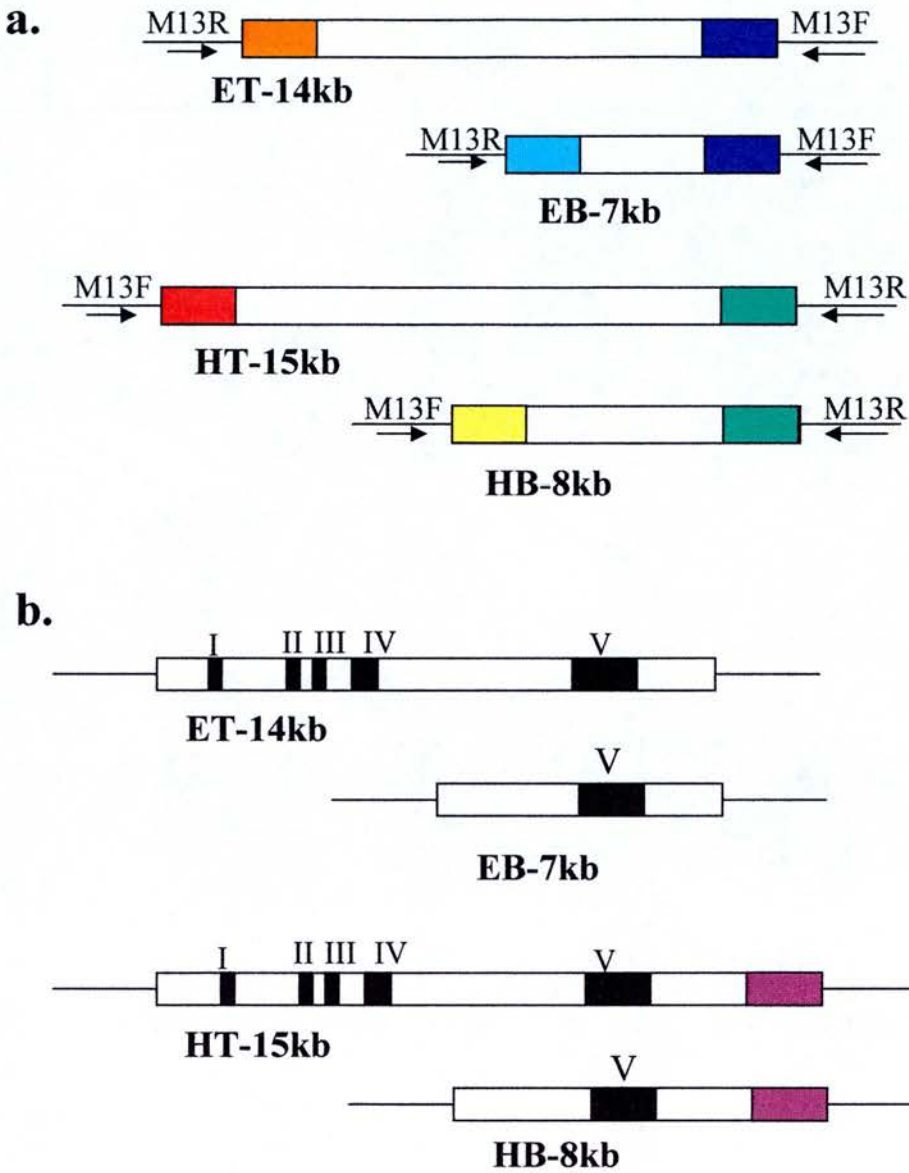 a.
M13R M13F
ET-14kb
M13R M13F
EB-7kb
M13F M13R
HT-15kb
M13F M13R
HB-8kb
b.
I II III IV V
ET-14kb
V
EB-7kb
I II III IV V
HT-15kb
V
HB-8kb